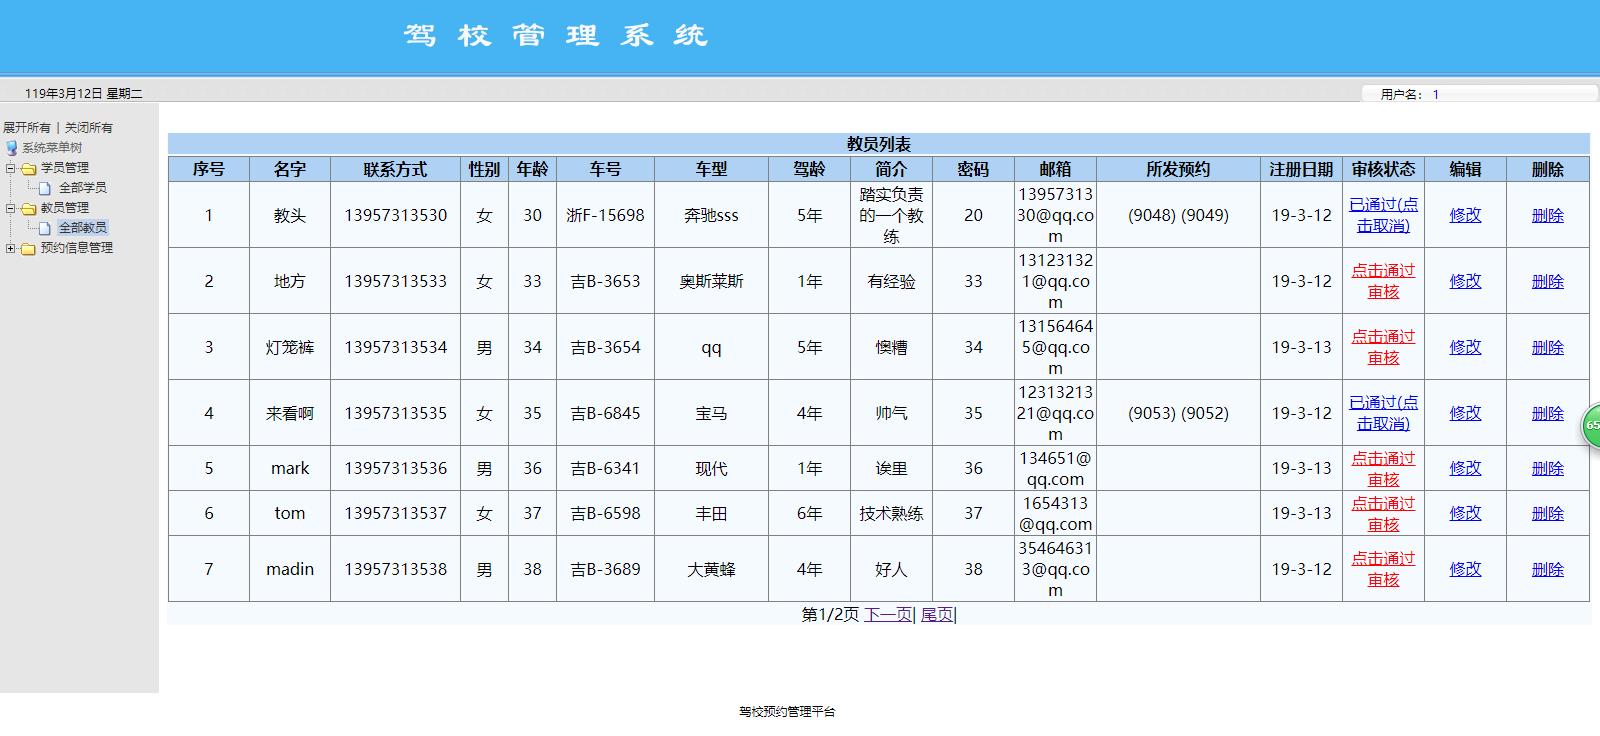 驾校管理系统
119年3月12日 星期二 用户名: 1
展开所有 | 关闭所有
系统菜单树
学员管理
全部学员
教员管理
全部教员
预约信息管理
教员列表
序号 名字 联系方式 性别 年龄 车号 车型 驾龄 简介 密码 邮箱 所发预约 注册日期 审核状态 编辑 删除
1 教头 13957313530 女 30 浙F-15698 奔驰sss 5年 踏实负责的一个教练 20 1395731330@qq.com (9048) (9049) 19-3-12 已通过(点击取消) 修改 删除
2 地方 13957313533 女 33 吉B-3653 奥斯莱斯 1年 有经验 33 131231321@qq.com 19-3-12 点击通过审核 修改 删除
3 灯笼裤 13957313534 男 34 吉B-3654 qq 5年 懊糟 34 131564645@qq.com 19-3-13 点击通过审核 修改 删除
4 来看啊 13957313535 女 35 吉B-6845 宝马 4年 帅气 35 1231321321@qq.com (9053) (9052) 19-3-12 已通过(点击取消) 修改 删除
5 mark 13957313536 男 36 吉B-6341 现代 1年 诶里 36 134651@qq.com 19-3-13 点击通过审核 修改 删除
6 tom 13957313537 女 37 吉B-6598 丰田 6年 技术熟练 37 1654313@qq.com 19-3-13 点击通过审核 修改 删除
7 madin 13957313538 男 38 吉B-3689 大黄蜂 4年 好人 38 354646313@qq.com 19-3-12 点击通过审核 修改 删除
第1/2页 下一页| 尾页|
65
驾校预约管理平台